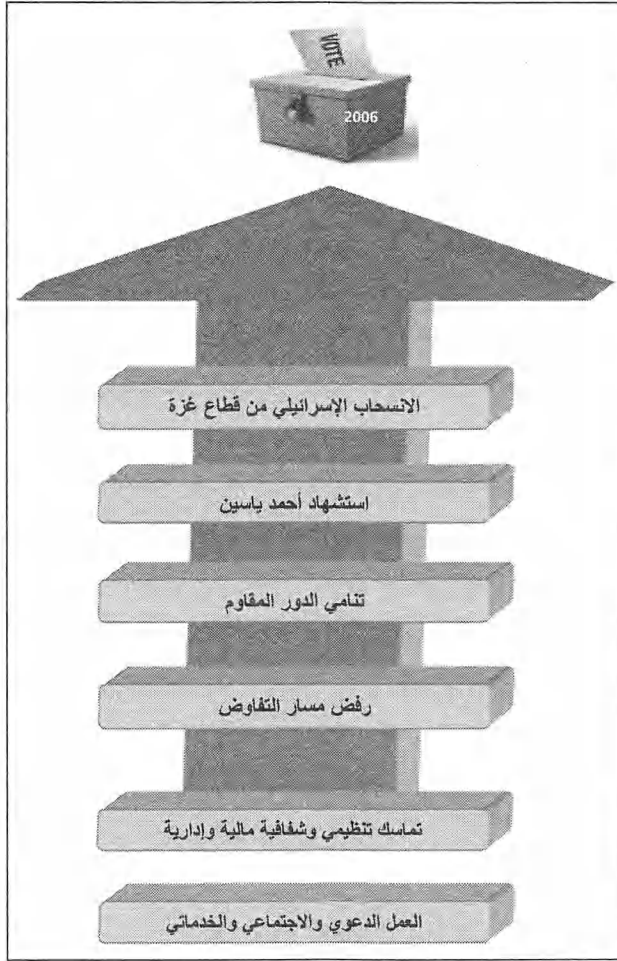 VOTE
2006
الانسحاب الإسرائيلي من قطاع غزة
استشهاد أحمد ياسين
تنامي الدور المقاوم
رفض مسار التفاوض
تماسك تنظيمي وشفافية مالية وإدارية
العمل الدعوي والاجتماعي والخدماتي